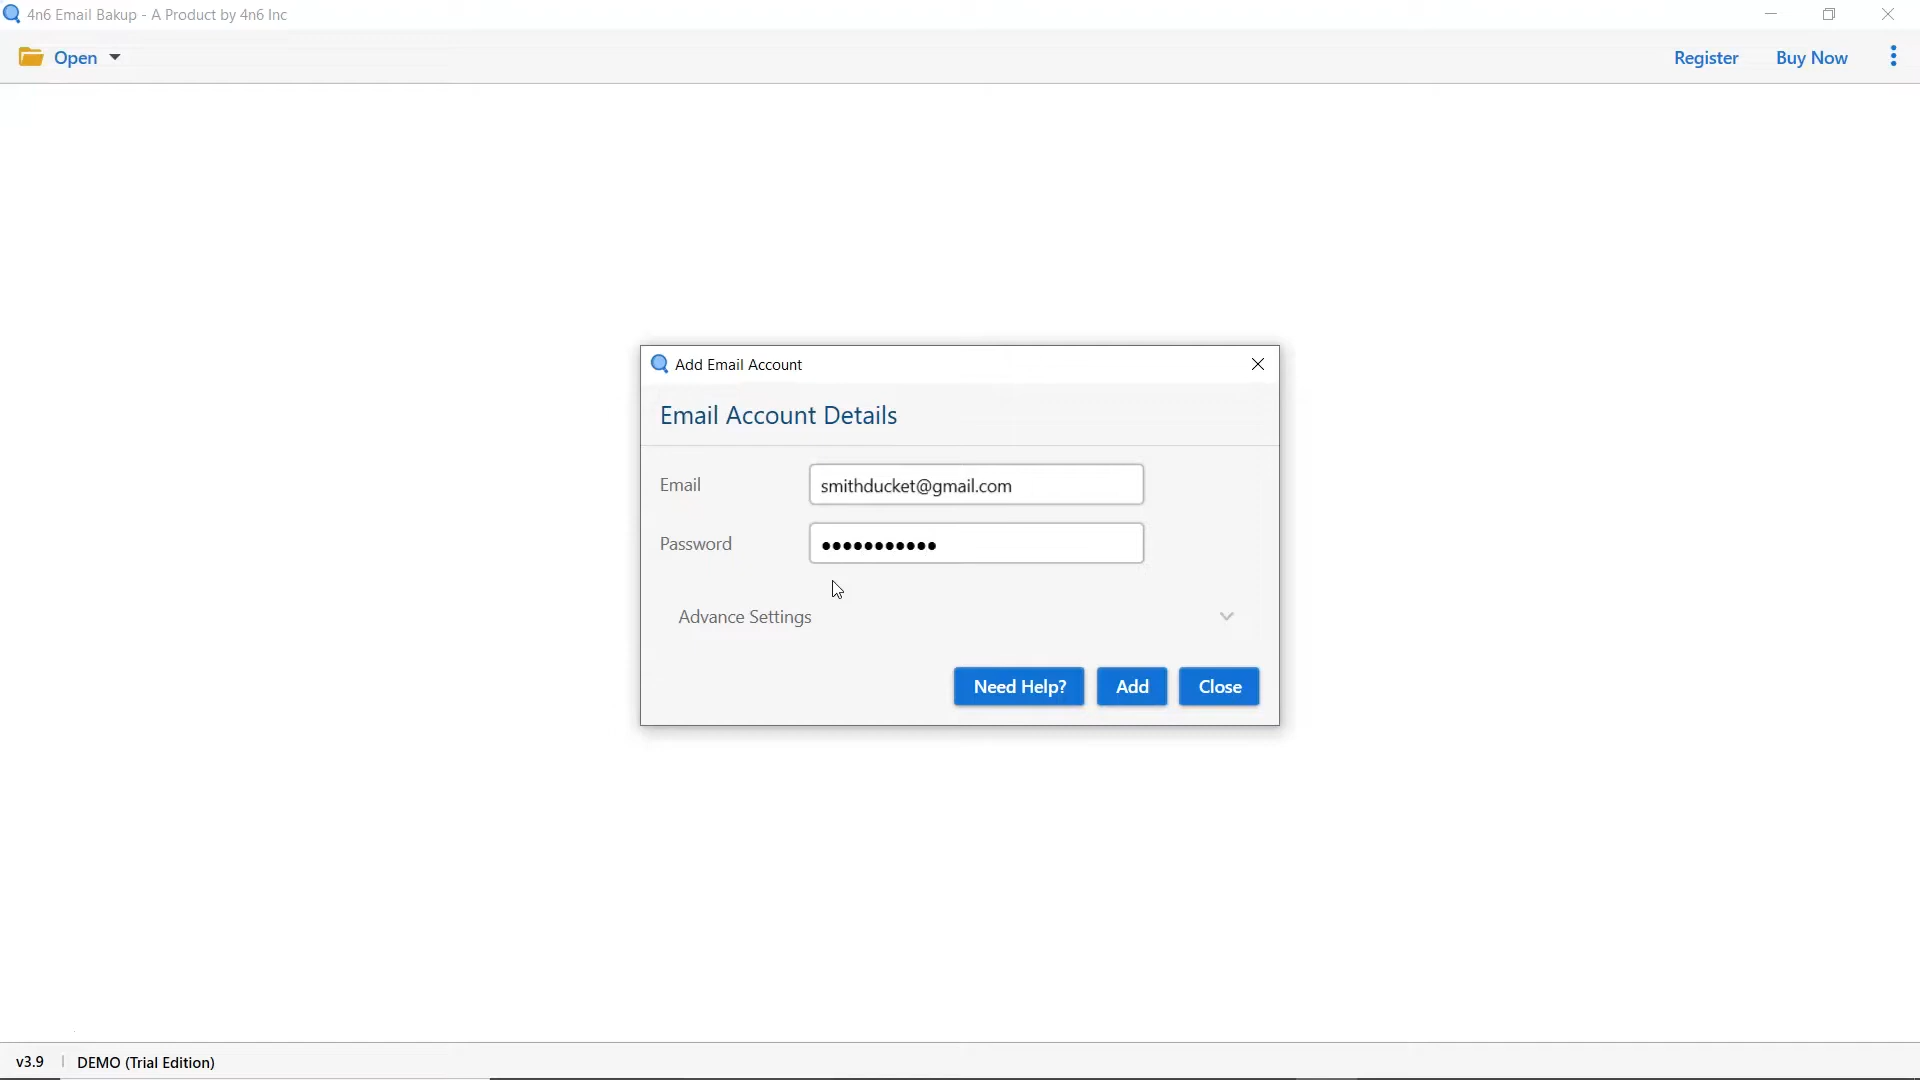 4n6 Email Bakup - A Product by 4n6 Inc
Open
Register
Buy Now
Add Email Account
Email Account Details
Email
smithducket@gmail.com
Password
●●●●●●●●●●●
Advance Settings
Need Help?
Add
Close
v3.9
DEMO (Trial Edition)